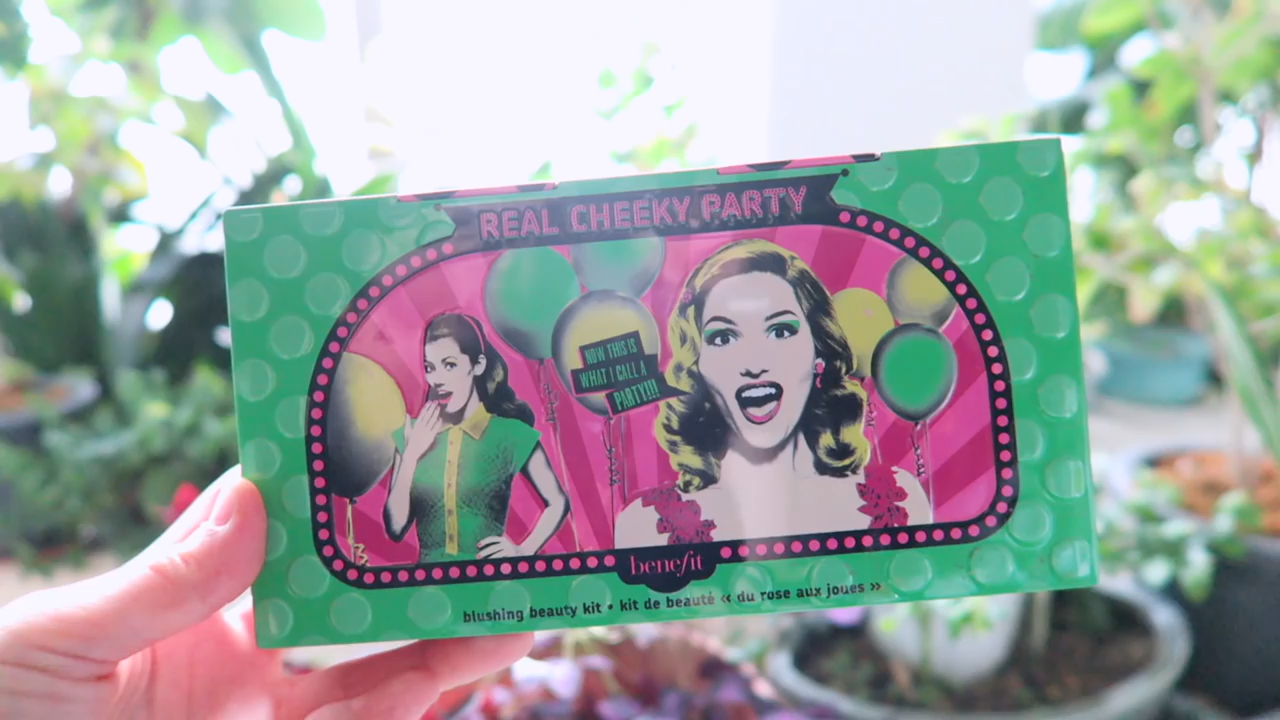 REAL CHEEKY PARTY
NOW THIS IS
WHAT I CALL A
PARTY!!!
benefit
blushing beauty kit • kit de beauté « du rose aux joues »